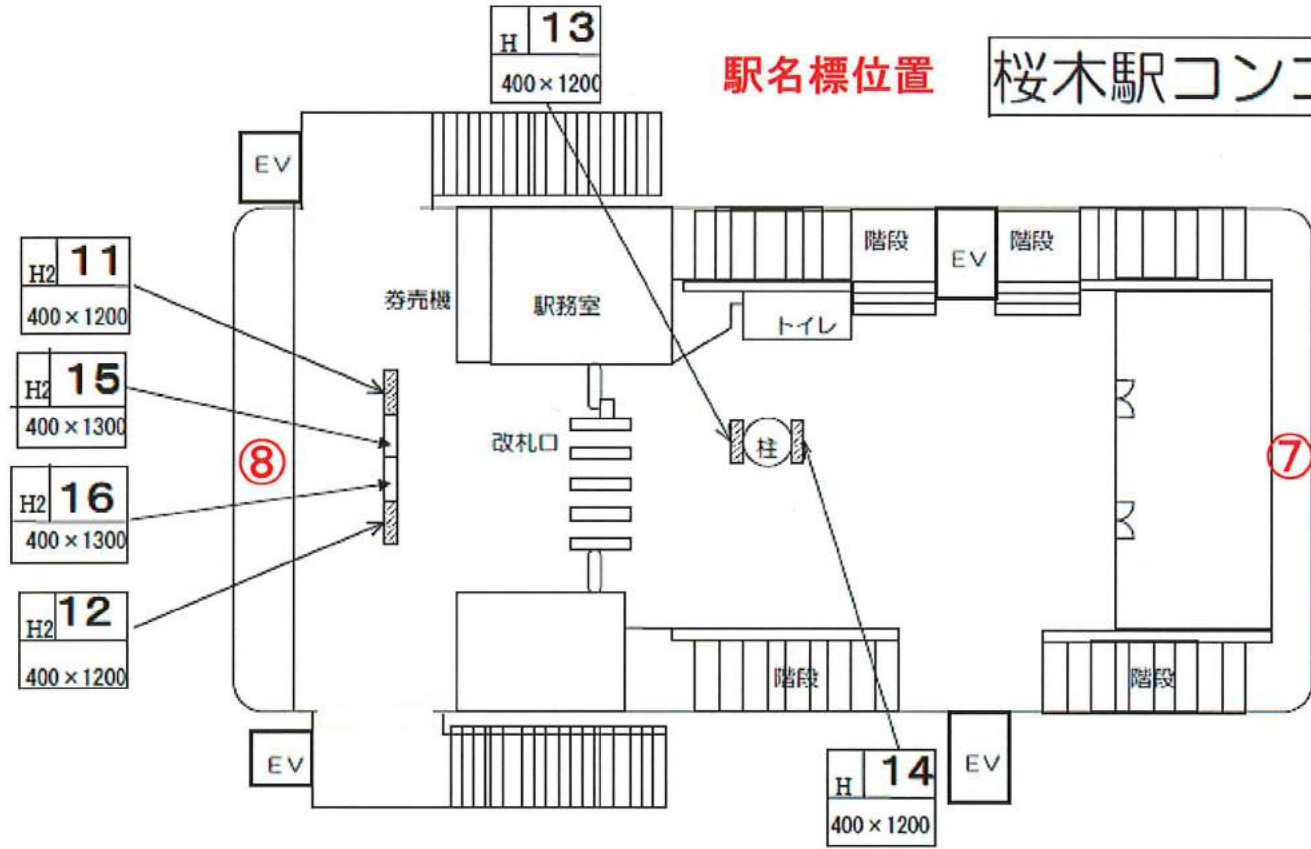 H 13
400×1200
駅名標位置
桜木駅コンコ
EV
H2 11
400×1200
券売機
駅務室
階段
EV
階段
トイレ
H2 15
400×1300
⑧
改札口
柱
⑦
H2 16
400×1300
H2 12
400×1200
階段
階段
EV
H 14
400×1200
EV